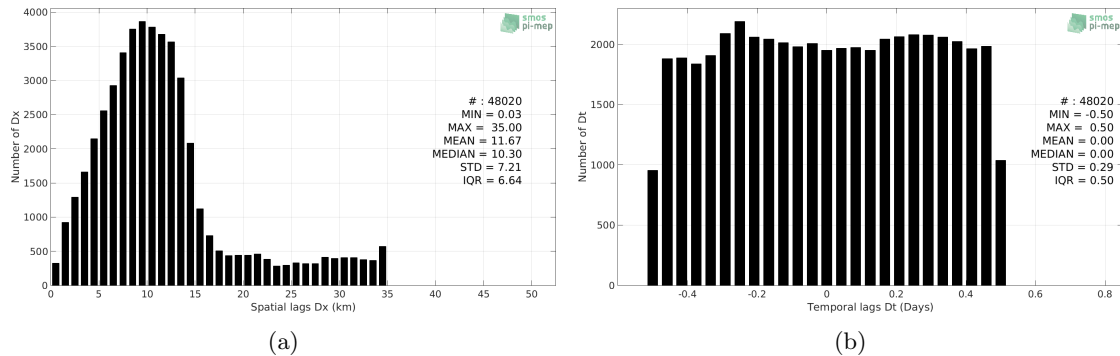 4000
3500
3000
2500
2000
1500
1000
500
0
Number of Dx
0 5 10 15 20 25 30 35 40 45 50
Spatial lags Dx (km)
smos
pi-mep
# : 48020
MIN = 0.03
MAX = 35.00
MEAN = 11.67
MEDIAN = 10.30
STD = 7.21
IQR = 6.64
(a)
2000
1500
1000
500
0
Number of Dt
-0.4 -0.2 0 0.2 0.4 0.6 0.8
Temporal lags Dt (Days)
smos
pi-mep
# : 48020
MIN = -0.50
MAX = 0.50
MEAN = 0.00
MEDIAN = 0.00
STD = 0.29
IQR = 0.50
(b)